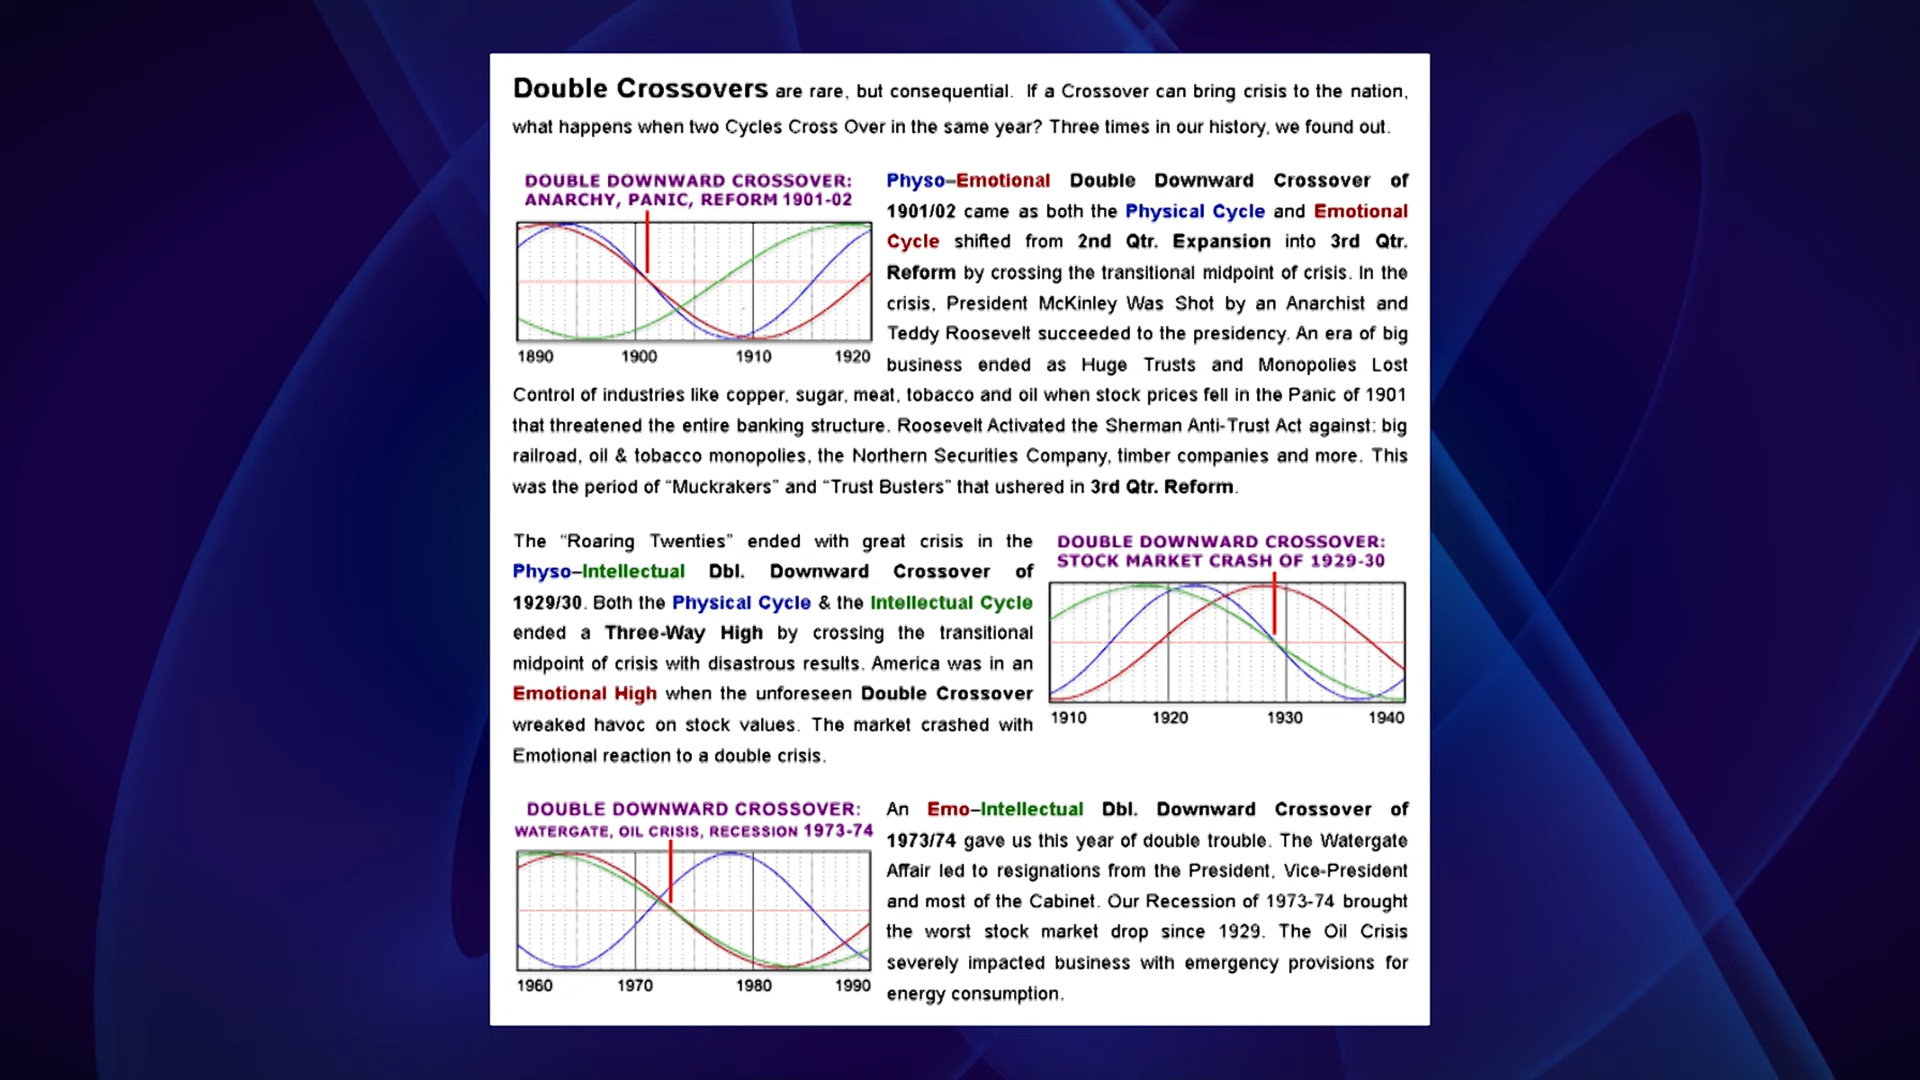 Double Crossovers are rare, but consequential. If a Crossover can bring crisis to the nation,
what happens when two Cycles Cross Over in the same year? Three times in our history, we found out.
DOUBLE DOWNWARD CROSSOVER:
ANARCHY, PANIC, REFORM 1901-02
1890 1900 1910 1920
Physo–Emotional Double Downward Crossover of
1901/02 came as both the Physical Cycle and Emotional
Cycle shifted from 2nd Qtr. Expansion into 3rd Qtr.
Reform by crossing the transitional midpoint of crisis. In the
crisis, President McKinley Was Shot by an Anarchist and
Teddy Roosevelt succeeded to the presidency. An era of big
business ended as Huge Trusts and Monopolies Lost
Control of industries like copper, sugar, meat, tobacco and oil when stock prices fell in the Panic of 1901
that threatened the entire banking structure. Roosevelt Activated the Sherman Anti-Trust Act against: big
railroad, oil & tobacco monopolies, the Northern Securities Company, timber companies and more. This
was the period of “Muckrakers” and “Trust Busters” that ushered in 3rd Qtr. Reform.
The “Roaring Twenties” ended with great crisis in the
Physo–Intellectual Dbl. Downward Crossover of
1929/30. Both the Physical Cycle & the Intellectual Cycle
ended a Three-Way High by crossing the transitional
midpoint of crisis with disastrous results. America was in an
Emotional High when the unforeseen Double Crossover
wreaked havoc on stock values. The market crashed with
Emotional reaction to a double crisis.
DOUBLE DOWNWARD CROSSOVER:
STOCK MARKET CRASH OF 1929-30
1910 1920 1930 1940
DOUBLE DOWNWARD CROSSOVER:
WATERGATE, OIL CRISIS, RECESSION 1973-74
1960 1970 1980 1990
An Emo–Intellectual Dbl. Downward Crossover of
1973/74 gave us this year of double trouble. The Watergate
Affair led to resignations from the President, Vice-President
and most of the Cabinet. Our Recession of 1973-74 brought
the worst stock market drop since 1929. The Oil Crisis
severely impacted business with emergency provisions for
energy consumption.